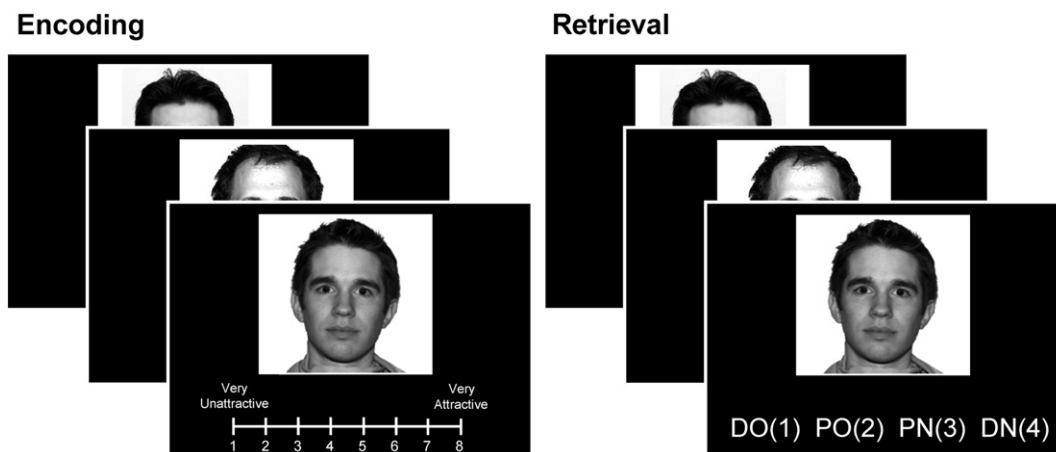 Encoding
Retrieval
Very
Unattractive
Very
Attractive
1 2 3 4 5 6 7 8
DO(1) PO(2) PN(3) DN(4)